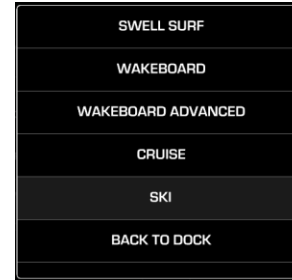 SWELL SURF
WAKEBOARD
WAKEBOARD ADVANCED
CRUISE
SKI
BACK TO DOCK